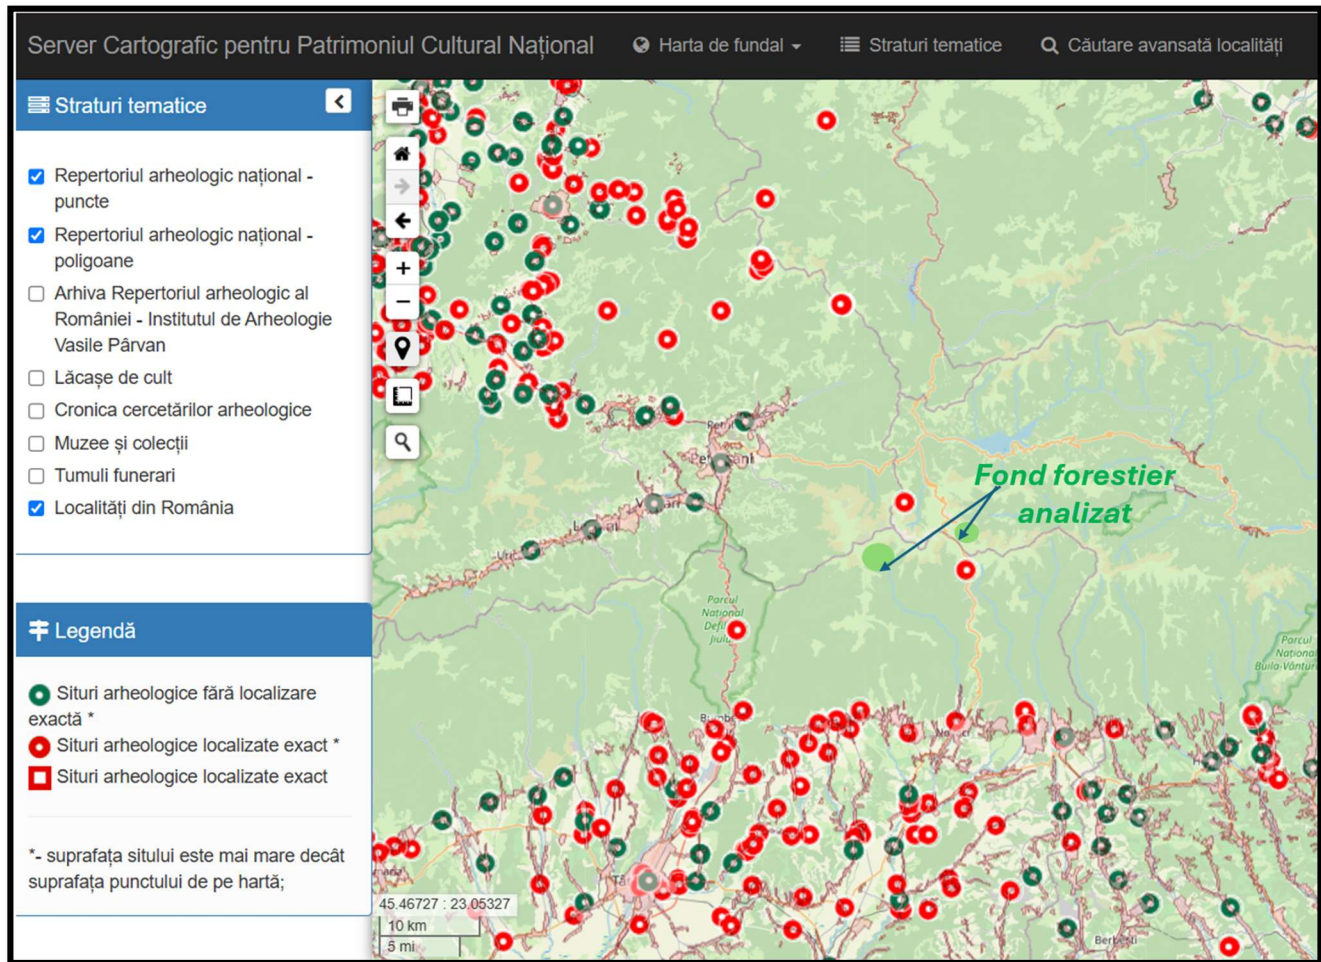 Server Cartografic pentru Patrimoniul Cultural Național
Harta de fundal
Straturi tematice
Căutare avansată localități
Straturi tematice
Repertoriul arheologic național -
puncte
Repertoriul arheologic național -
poligoane
Arhiva Repertoriul arheologic al
României - Institutul de Arheologie
Vasile Pârvan
Lăcașe de cult
Cronica cercetărilor arheologice
Muzee și colecții
Tumuli funerari
Localități din România
Legendă
Situri arheologice fără localizare
exactă *
Situri arheologice localizate exact *
Situri arheologice localizate exact
*- suprafața sitului este mai mare decât
suprafața punctului de pe hartă;
Fond forestier
analizat
Parcul
Național
Parcul
Național
Buila-Vântur
45.46727 : 23.05327
10 km
5 mi